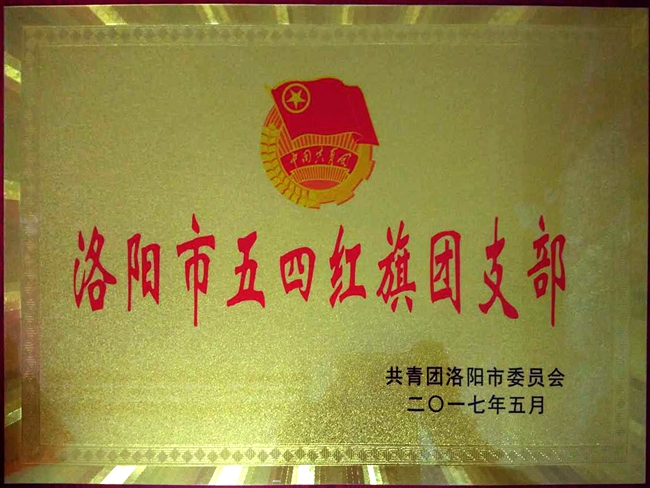 中国共青团
洛阳市五四红旗团支部
共青团洛阳市委员会
二〇一七年五月